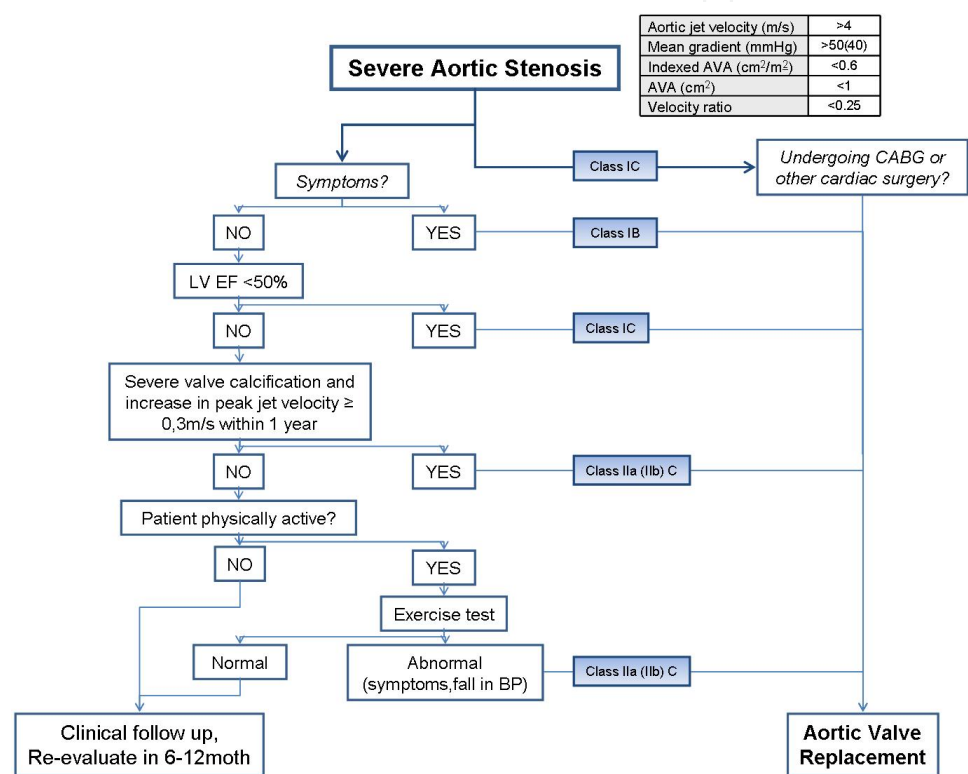 Aortic jet velocity (m/s) >4
Mean gradient (mmHg) >50(40)
Indexed AVA (cm²/m²) <0.6
AVA (cm²) <1
Velocity ratio <0.25
Severe Aortic Stenosis
Symptoms?
Class IC
Undergoing CABG or
other cardiac surgery?
NO
YES
Class IB
LV EF <50%
NO
YES
Class IC
Severe valve calcification and
increase in peak jet velocity ≥
0,3m/s within 1 year
NO
YES
Class IIa (IIb) C
Patient physically active?
NO
YES
Exercise test
Normal
Abnormal
(symptoms,fall in BP)
Class IIa (IIb) C
Clinical follow up,
Re-evaluate in 6-12moth
Aortic Valve
Replacement